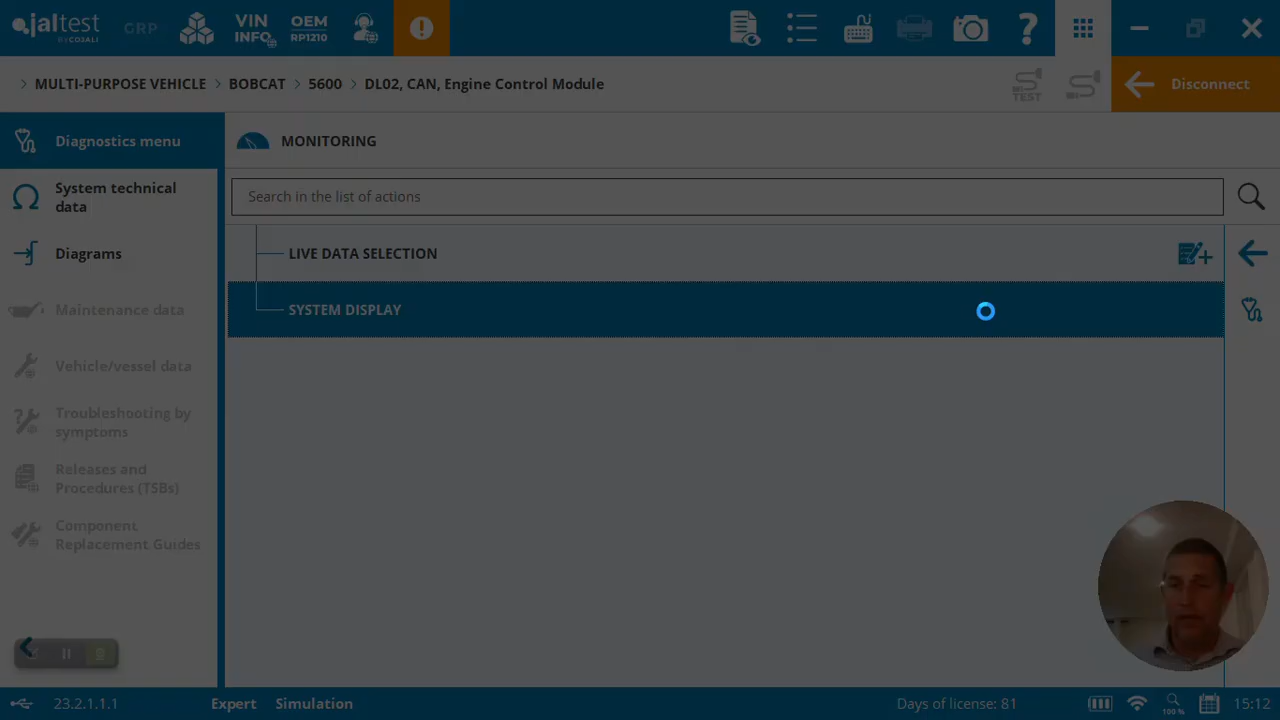 jaltest
BY COJALI
GRP
VIN
INFO
OEM
RP1210
MULTI-PURPOSE VEHICLE > BOBCAT > 5600 > DL02, CAN, Engine Control Module
TEST
Disconnect
Diagnostics menu
MONITORING
System technical
data
Search in the list of actions
Diagrams
LIVE DATA SELECTION
Maintenance data
SYSTEM DISPLAY
Vehicle/vessel data
Troubleshooting by
symptoms
Releases and
Procedures (TSBs)
Component
Replacement Guides
23.2.1.1.1
Expert
Simulation
Days of license: 81
100 %
15:12